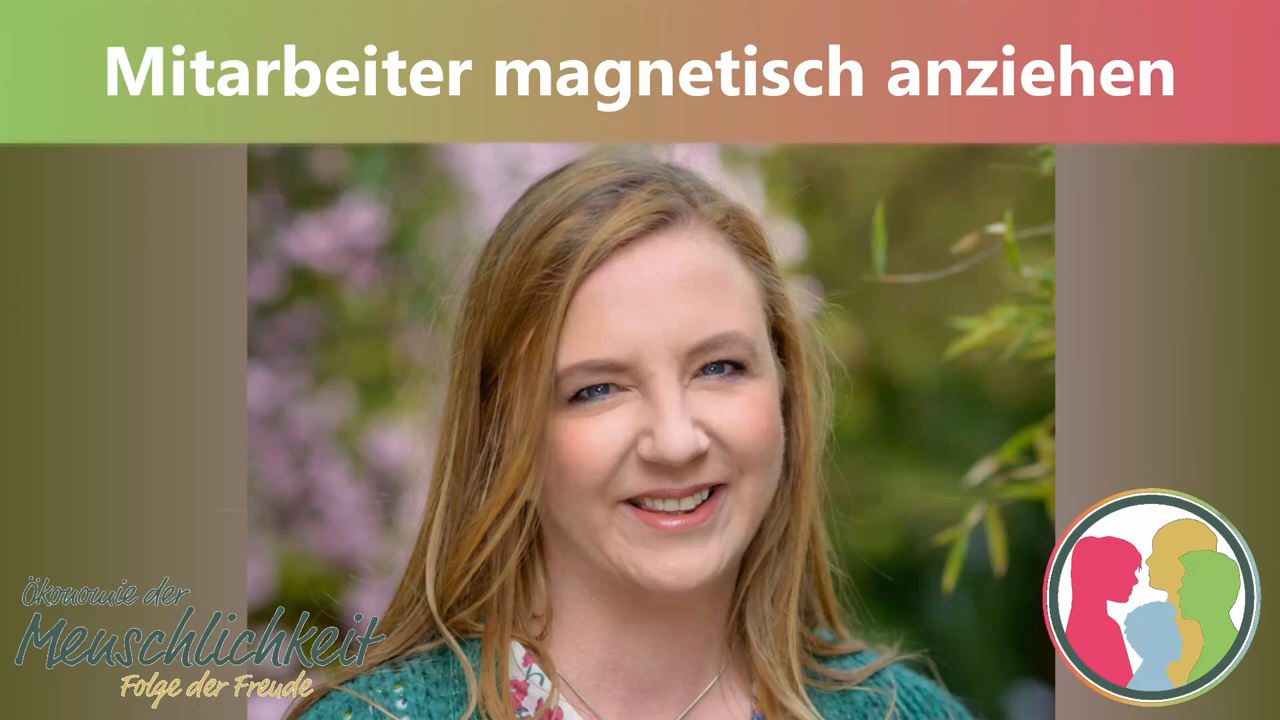 Mitarbeiter magnetisch anziehen
Ökonomie der
Menschlichkeit
Folge der Freude